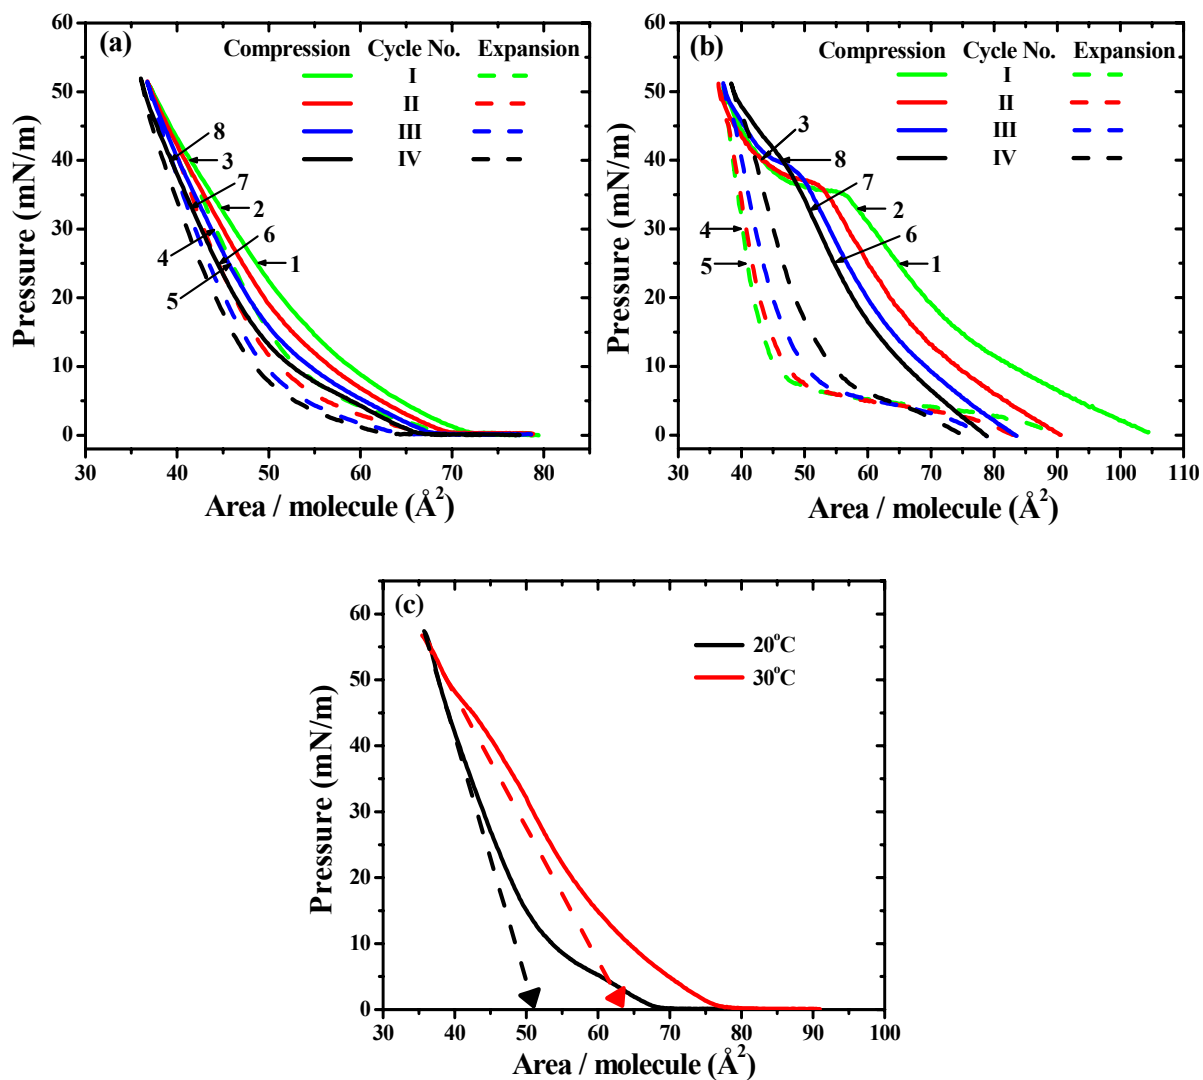 (a)
Compression Cycle No. Expansion
I
II
III
IV
8
3
7
2
4
6
5
1
60
50
40
30
20
10
0
30 40 50 60 70 80
Pressure (mN/m)
Area / molecule (Å²)
(b)
Compression Cycle No. Expansion
I
II
III
IV
3
8
7
2
4
6
5
1
60
50
40
30
20
10
0
30 40 50 60 70 80 90 100 110
Pressure (mN/m)
Area / molecule (Å²)
(c)
20°C
30°C
60
50
40
30
20
10
0
30 40 50 60 70 80 90 100
Pressure (mN/m)
Area / molecule (Å²)